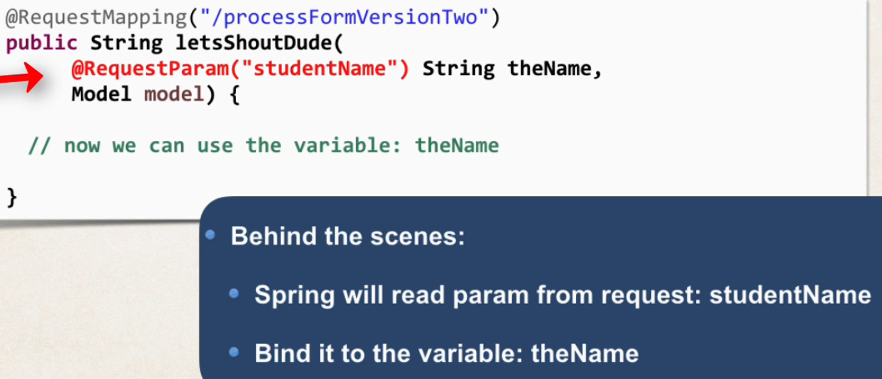 @RequestMapping("/processFormVersionTwo")
public String letsShoutDude(
@RequestParam("studentName") String theName,
Model model) {
// now we can use the variable: theName
}
Behind the scenes:
Spring will read param from request: studentName
Bind it to the variable: theName